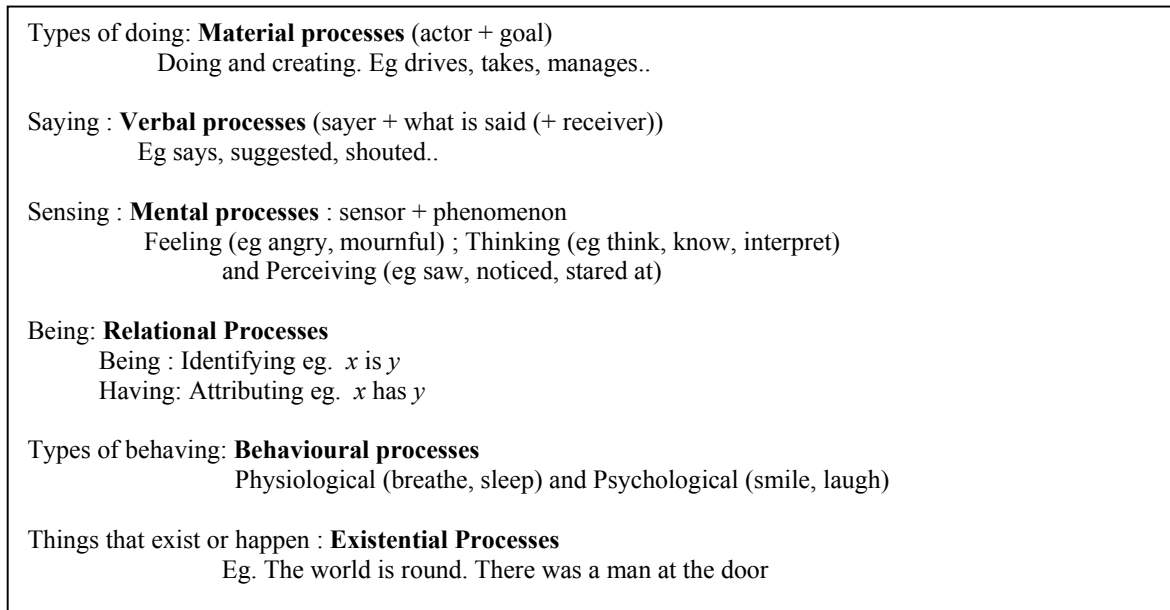 Types of doing: Material processes (actor + goal)
Doing and creating. Eg drives, takes, manages..
Saying : Verbal processes (sayer + what is said (+ receiver))
Eg says, suggested, shouted..
Sensing : Mental processes : sensor + phenomenon
Feeling (eg angry, mournful) ; Thinking (eg think, know, interpret)
and Perceiving (eg saw, noticed, stared at)
Being: Relational Processes
Being : Identifying eg. x is y
Having: Attributing eg. x has y
Types of behaving: Behavioural processes
Physiological (breathe, sleep) and Psychological (smile, laugh)
Things that exist or happen : Existential Processes
Eg. The world is round. There was a man at the door